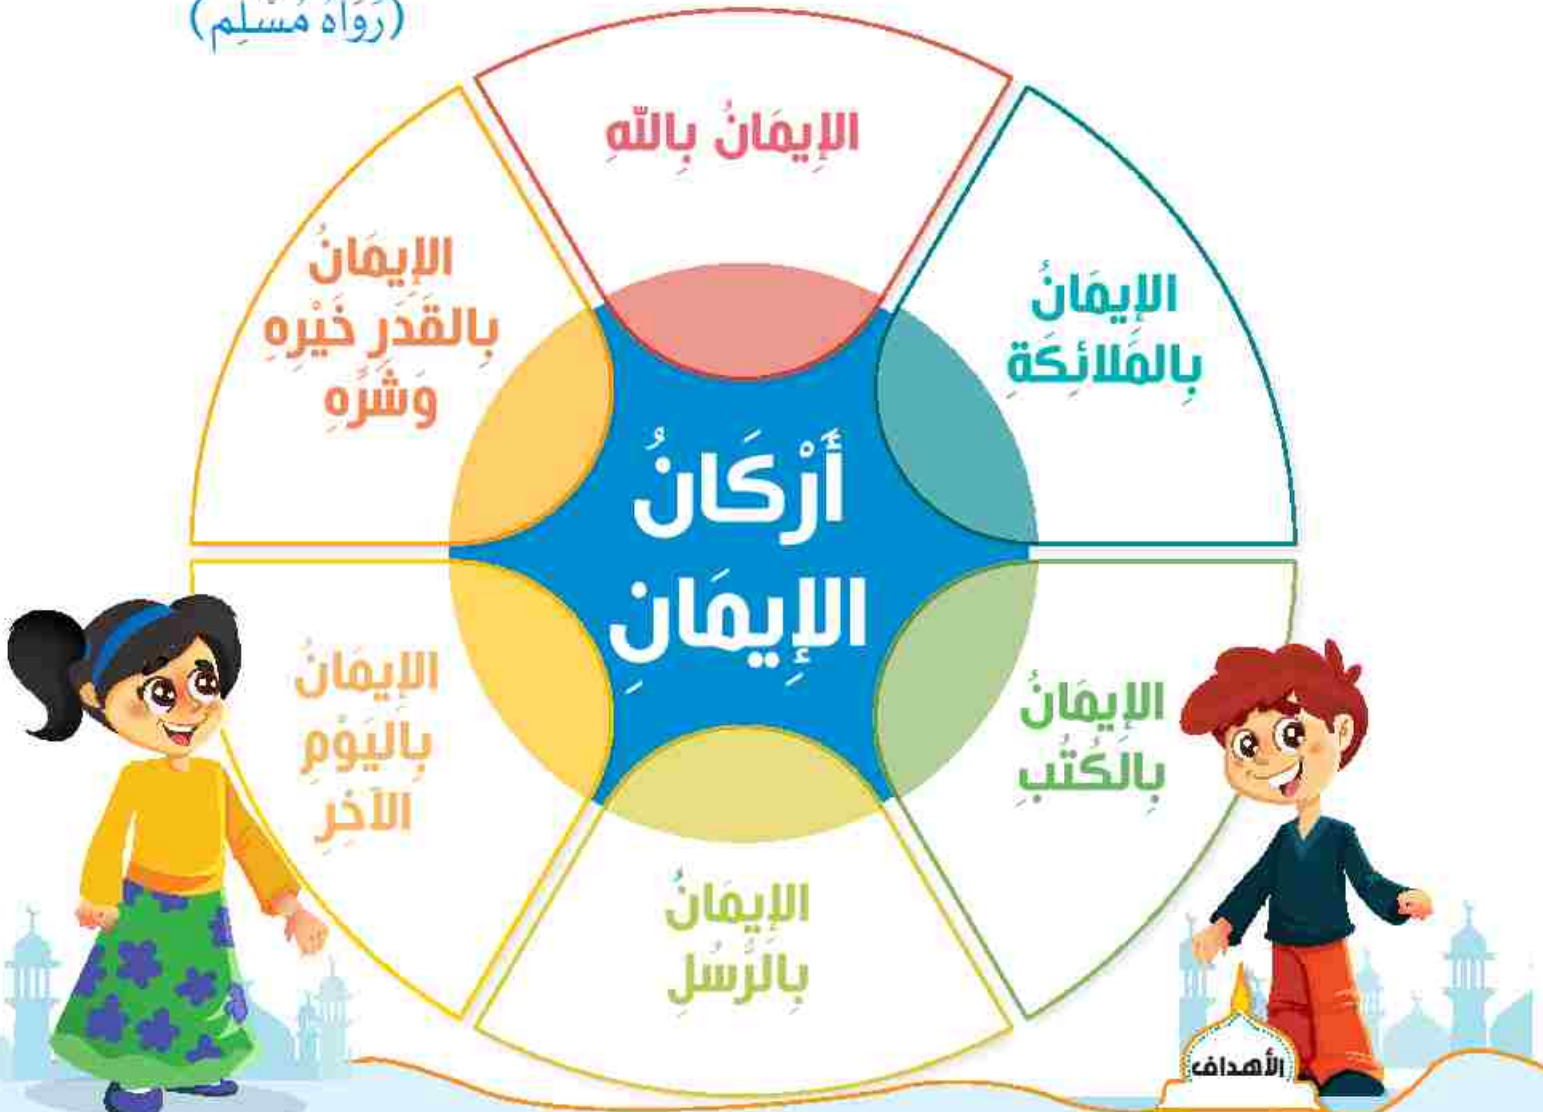 (رَوَاهُ مُسْلِم)
الإِيمَانُ بِاللهِ
الإِيمَانُ
بِالمَلَائِكَةِ
الإِيمَانُ
بِالكُتُبِ
الإِيمَانُ
بِالرُّسُلِ
الإِيمَانُ
بِاليَوْمِ
الآخِرِ
الإِيمَانُ
بِالقَدَرِ خَيْرِهِ
وَشَرِّهِ
أَرْكَانُ
الإِيمَانِ
الأهداف